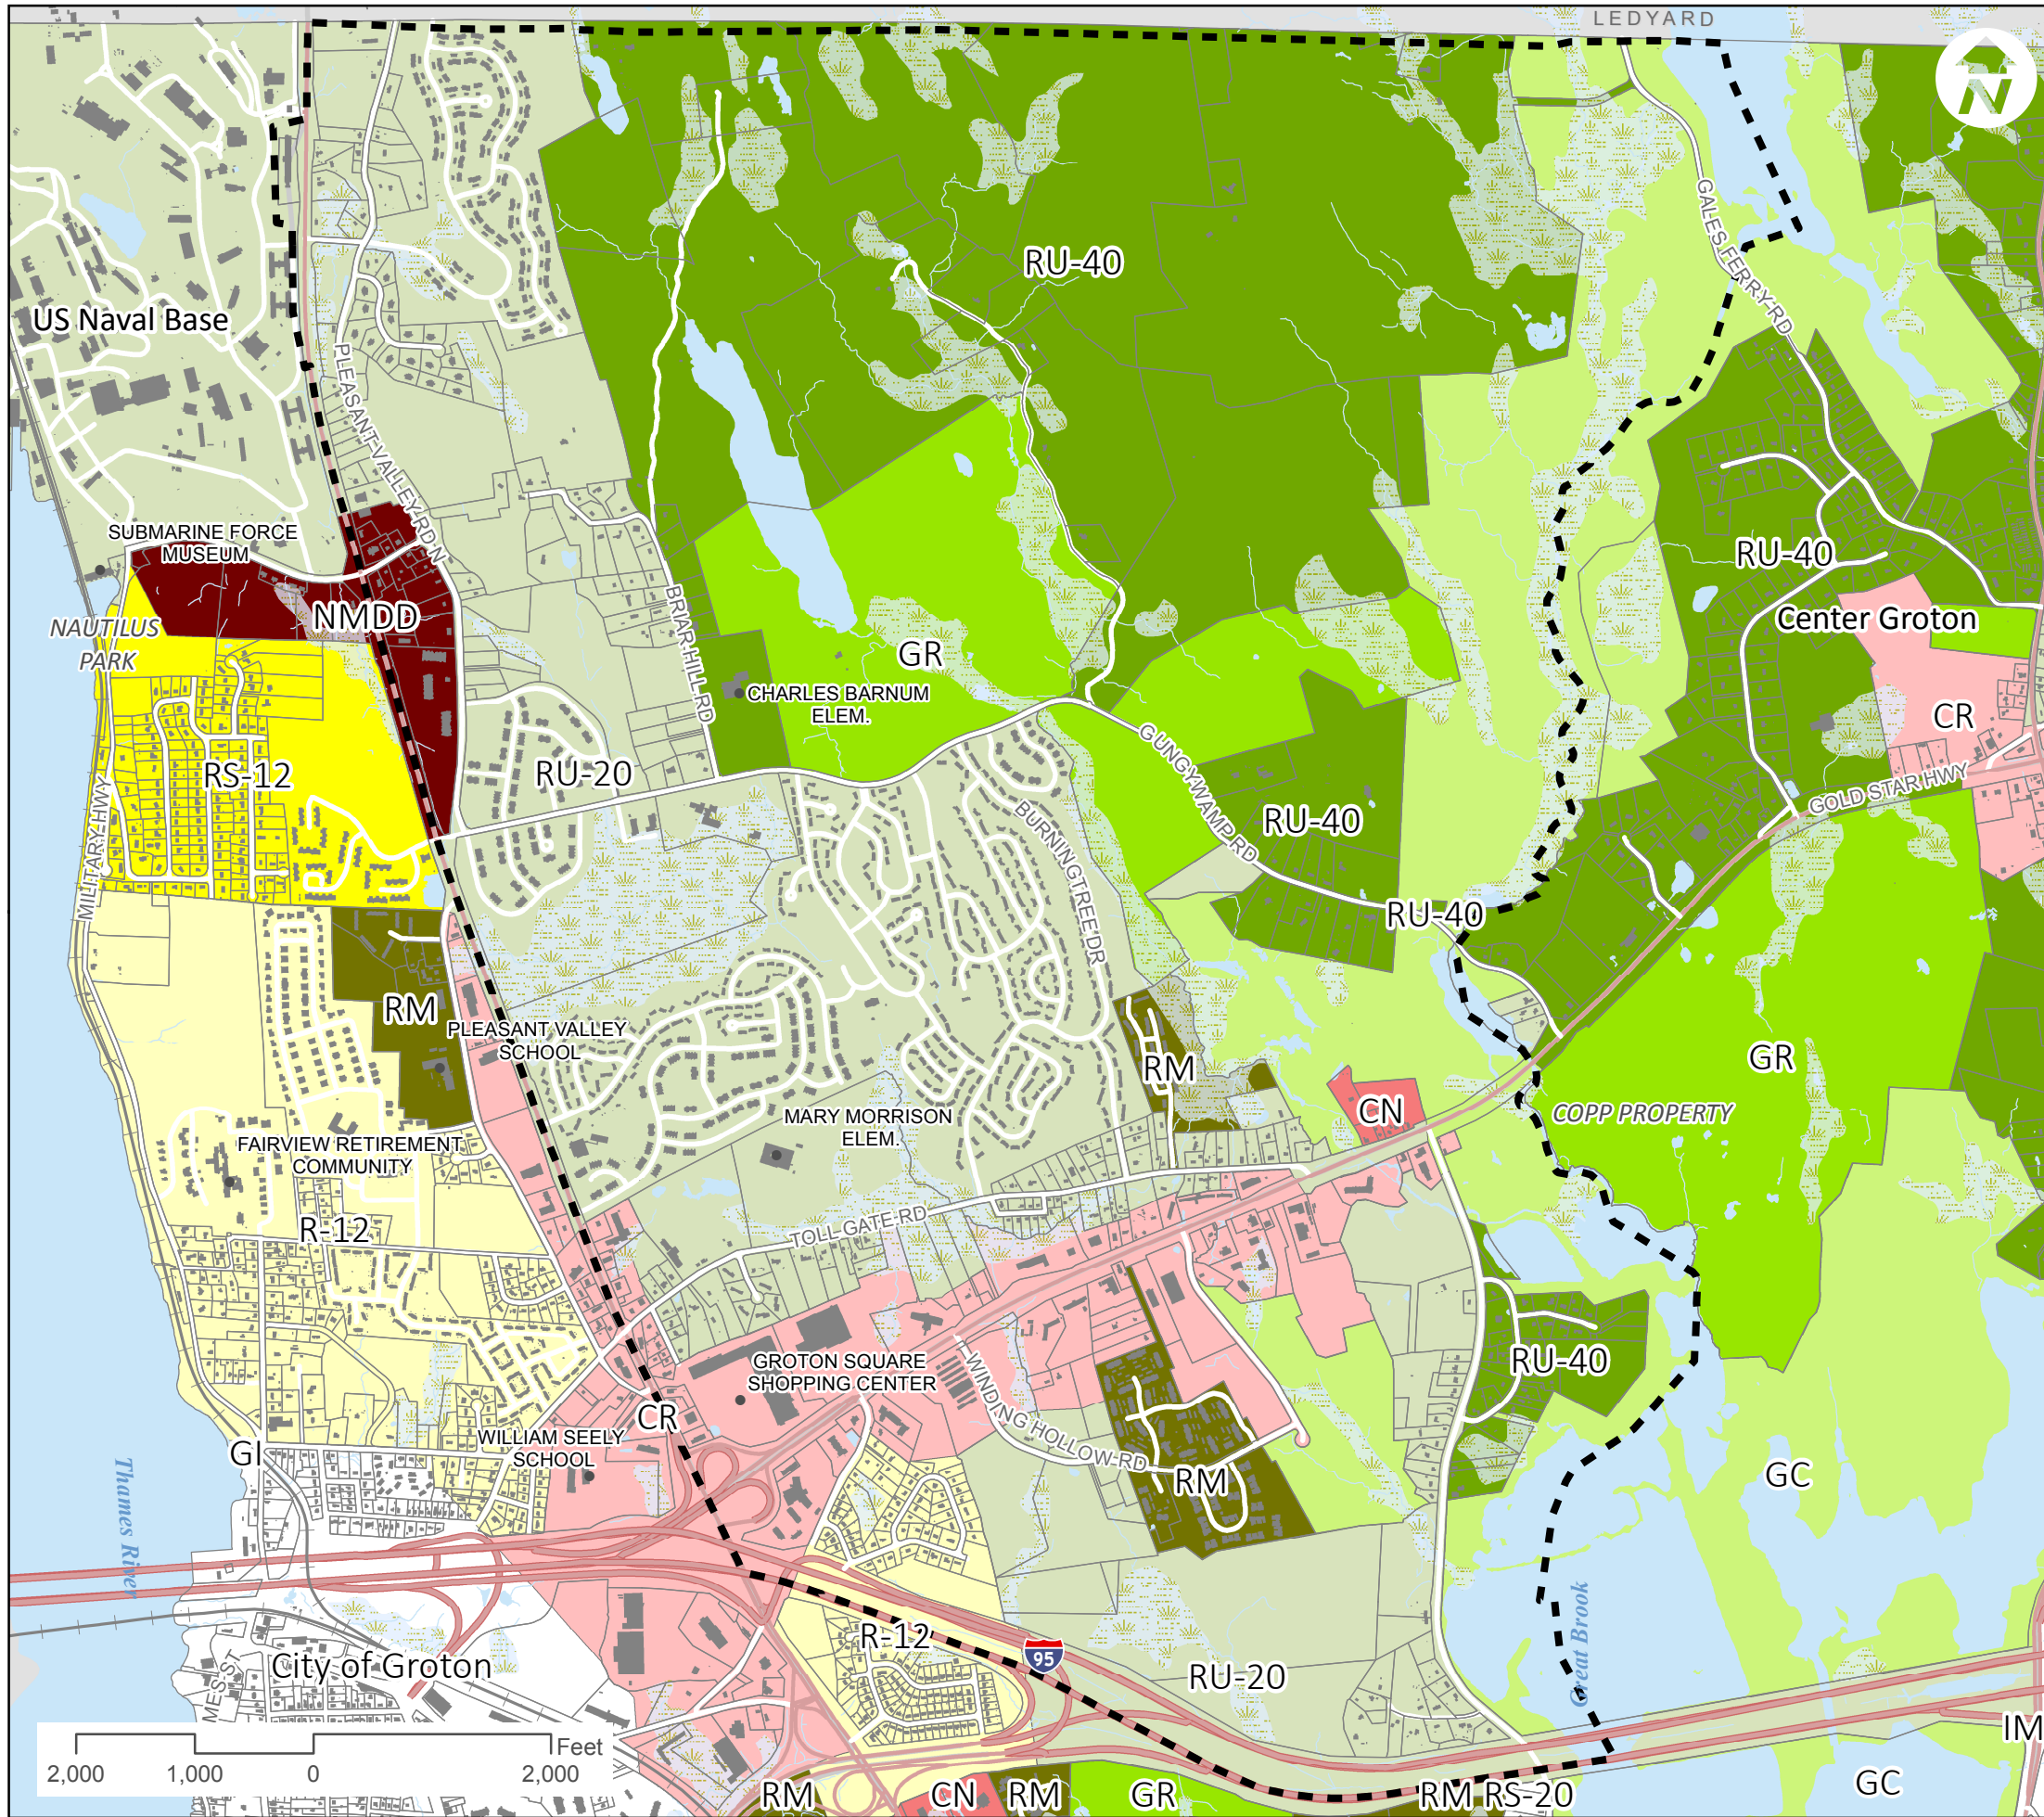 LEDYARD
N
GALES FERRY RD
RU-40
US Naval Base
PLEASANT VALLEY RD N
SUBMARINE FORCE
MUSEUM
RU-40
NMDD
BRIAR HILL RD
Center Groton
NAUTILUS
PARK
GR
CHARLES BARNUM
ELEM.
CR
GUNGYWAMP RD
RS-12
RU-20
GOLD STAR HWY
MILITARY HWY
BURNING TREE DR
RU-40
RU-40
RM
PLEASANT VALLEY
SCHOOL
RM
GR
MARY MORRISON
ELEM.
CN
COPP PROPERTY
FAIRVIEW RETIREMENT
COMMUNITY
R-12
TOLL GATE RD
GROTON SQUARE
SHOPPING CENTER
RU-40
WINDING HOLLOW RD
CR
WILLIAM SEELY
SCHOOL
GI
RM
GC
Thames River
R-12
95
Great Brook
City of Groton
RU-20
MES ST
IM
Feet
2,000 1,000 0 2,000
RM
CN
RM
GR
RM
RS-20
GC